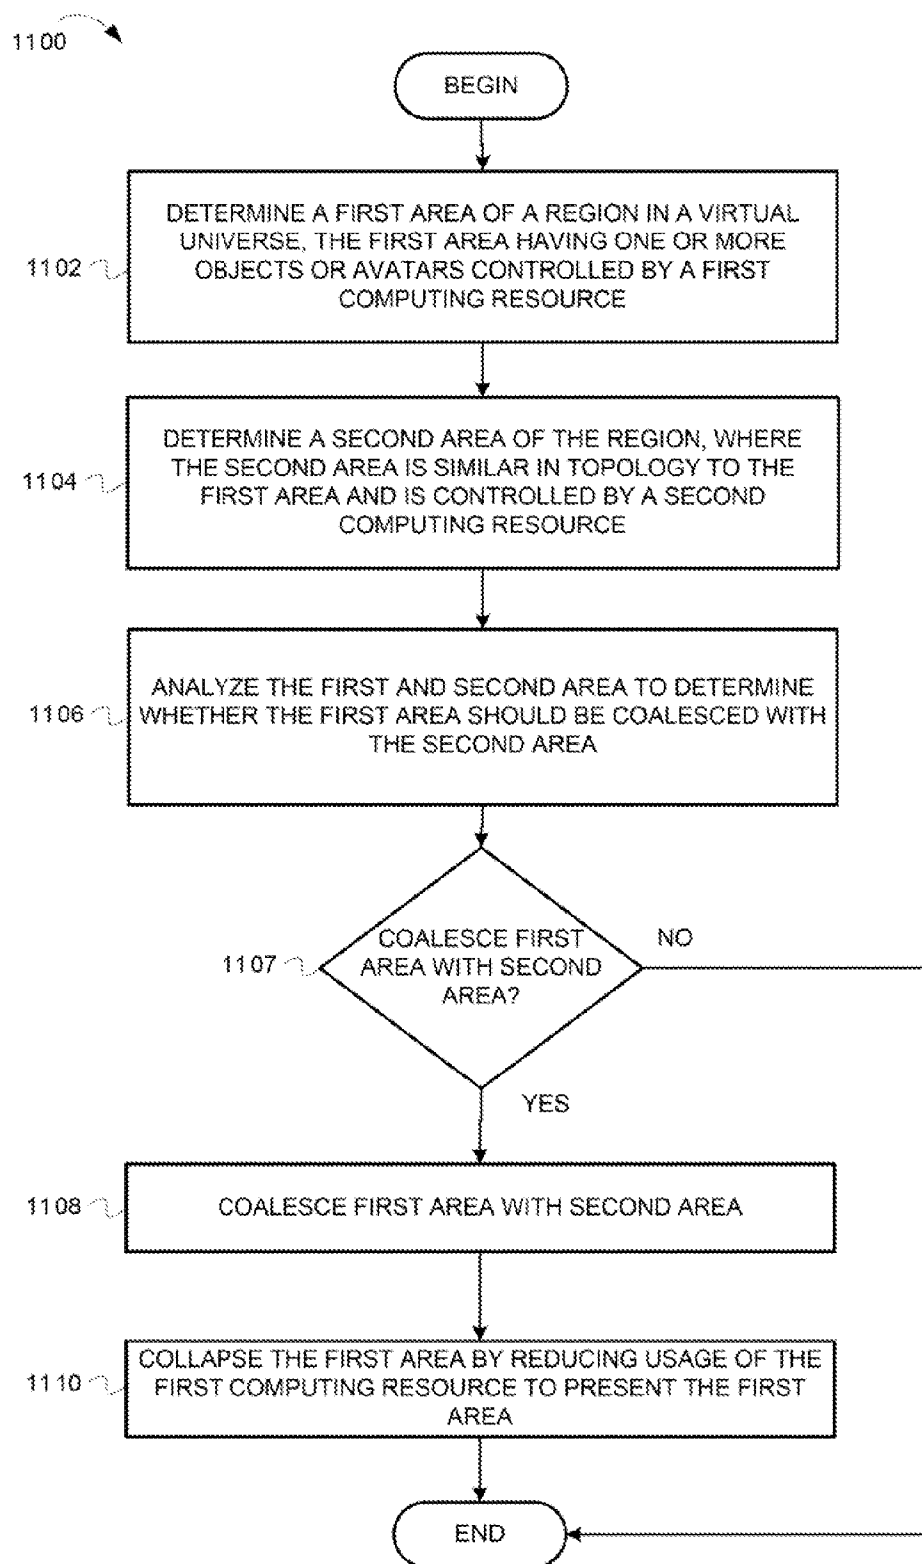 1100
BEGIN
1102
DETERMINE A FIRST AREA OF A REGION IN A VIRTUAL
UNIVERSE, THE FIRST AREA HAVING ONE OR MORE
OBJECTS OR AVATARS CONTROLLED BY A FIRST
COMPUTING RESOURCE
1104
DETERMINE A SECOND AREA OF THE REGION, WHERE
THE SECOND AREA IS SIMILAR IN TOPOLOGY TO THE
FIRST AREA AND IS CONTROLLED BY A SECOND
COMPUTING RESOURCE
1106
ANALYZE THE FIRST AND SECOND AREA TO DETERMINE
WHETHER THE FIRST AREA SHOULD BE COALESCED WITH
THE SECOND AREA
1107
COALESCE FIRST
AREA WITH SECOND
AREA?
NO
YES
1108
COALESCE FIRST AREA WITH SECOND AREA
1110
COLLAPSE THE FIRST AREA BY REDUCING USAGE OF THE
FIRST COMPUTING RESOURCE TO PRESENT THE FIRST
AREA
END